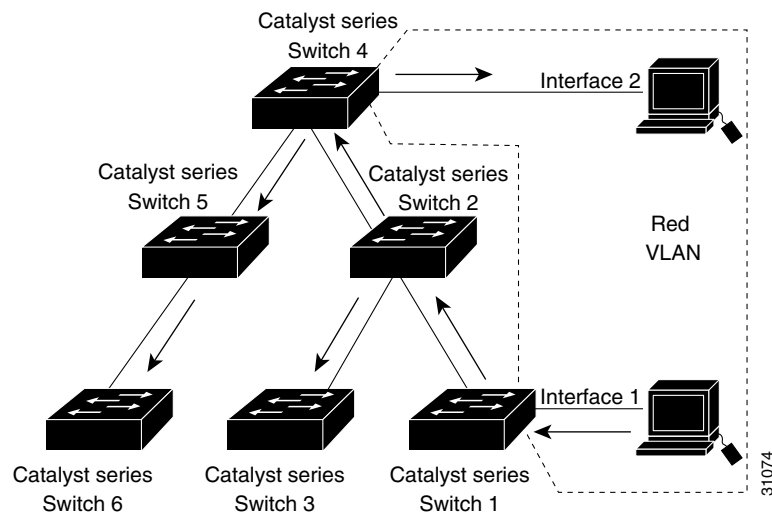 Catalyst series
Switch 4
Interface 2
Catalyst series
Switch 5
Catalyst series
Switch 2
Red
VLAN
Interface 1
Catalyst series
Switch 6
Catalyst series
Switch 3
Catalyst series
Switch 1
31074